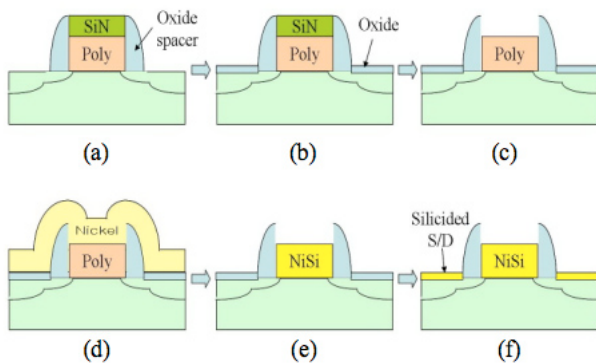 SiN
Poly
Oxide
spacer
(a)
SiN
Poly
Oxide
(b)
Poly
(c)
Nickel
Poly
(d)
NiSi
(e)
Silicided
S/D
NiSi
(f)